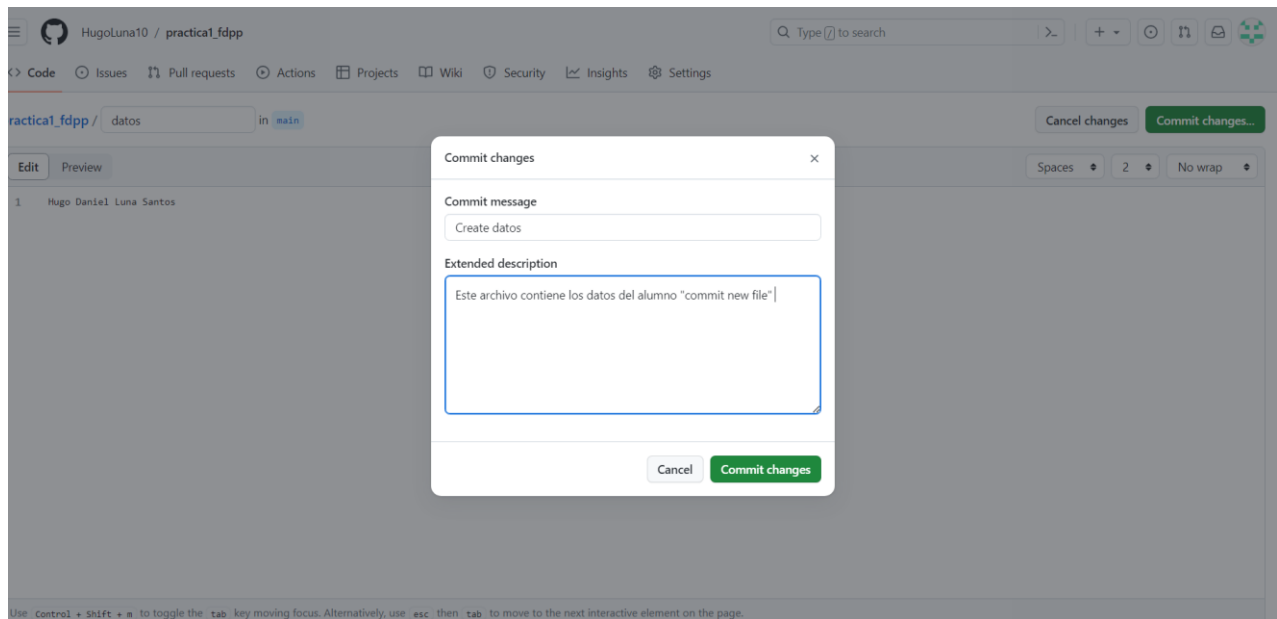 HugoLuna10 / practica1_fdpp
Type / to search
<> Code Issues Pull requests Actions Projects Wiki Security Insights Settings
ractica1_fdpp / datos in main
Cancel changes Commit changes...
Edit Preview
Spaces 2 No wrap
1 Hugo Daniel Luna Santos
Commit changes
Commit message
Create datos
Extended description
Este archivo contiene los datos del alumno "commit new file"
Cancel Commit changes
Use Control + Shift + m to toggle the tab key moving focus. Alternatively, use esc then tab to move to the next interactive element on the page.